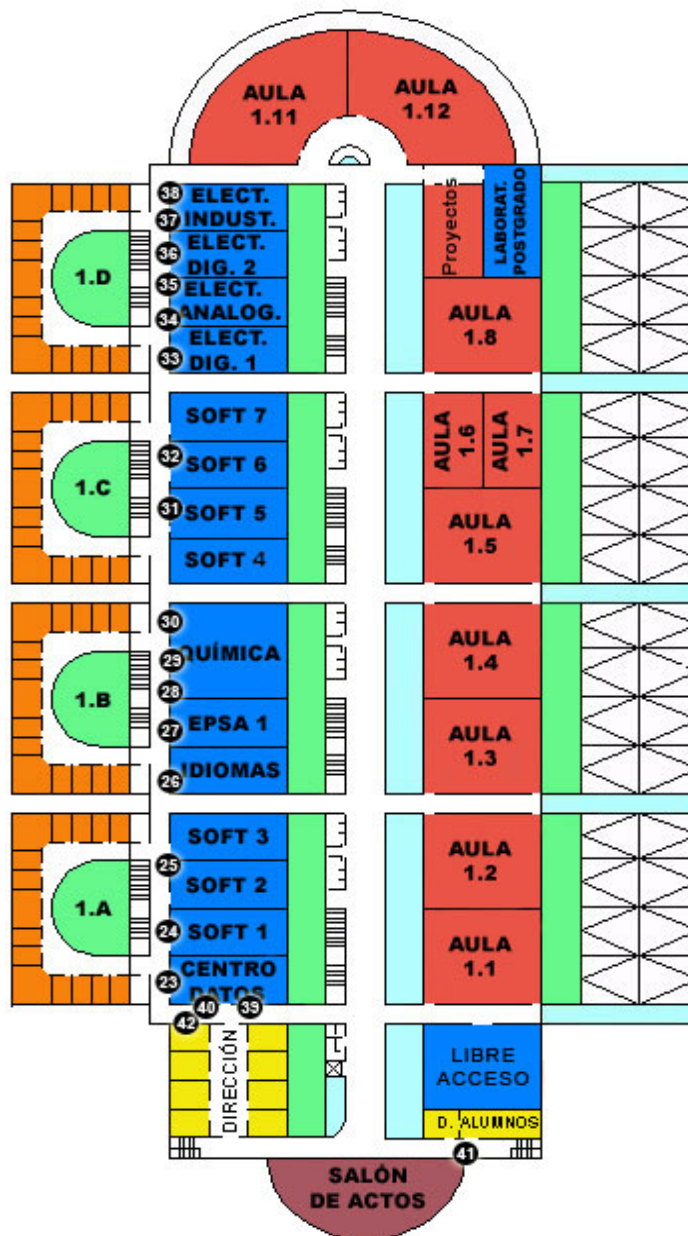 AULA
1.11
AULA
1.12
38
ELECT.
37
INDUST.
36
ELECT.
DIG. 2
35
ELECT.
34
ANALOG.
33
ELECT.
DIG. 1
1.D
Proyectos
LABORAT.
POSTGRADO
AULA
1.8
SOFT 7
32
SOFT 6
31
SOFT 5
SOFT 4
1.C
AULA
1.6
AULA
1.7
AULA
1.5
30
29
QUÍMICA
28
27
EPSA 1
26
IDIOMAS
1.B
AULA
1.4
AULA
1.3
SOFT 3
25
SOFT 2
24
SOFT 1
23
CENTRO
DATOS
1.A
AULA
1.2
AULA
1.1
40
39
42
DIRECCIÓN
LIBRE
ACCESO
D. ALUMNOS
41
SALÓN
DE ACTOS